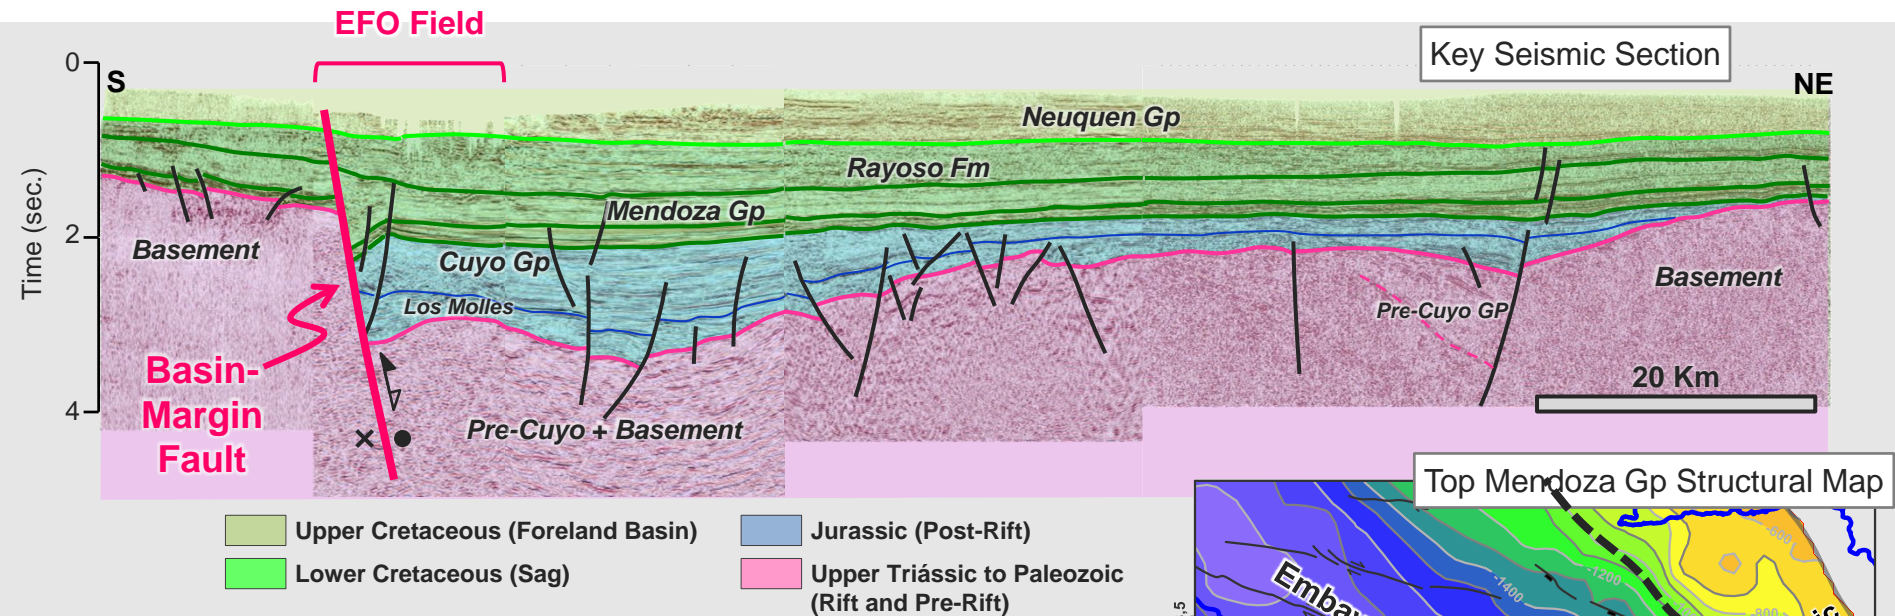 EFO Field
Key Seismic Section
0
S
NE
Neuquen Gp
Rayoso Fm
Mendoza Gp
2
Basement
Cuyo Gp
Basement
Time (sec.)
Los Molles
Pre-Cuyo GP
Basin-
Margin
Fault
20 Km
4
Pre-Cuyo + Basement
Top Mendoza Gp Structural Map
Upper Cretaceous (Foreland Basin)
Jurassic (Post-Rift)
Lower Cretaceous (Sag)
Upper Triássic to Paleozoic
(Rift and Pre-Rift)
-600
-1200
-1400
-800
Embay
,5